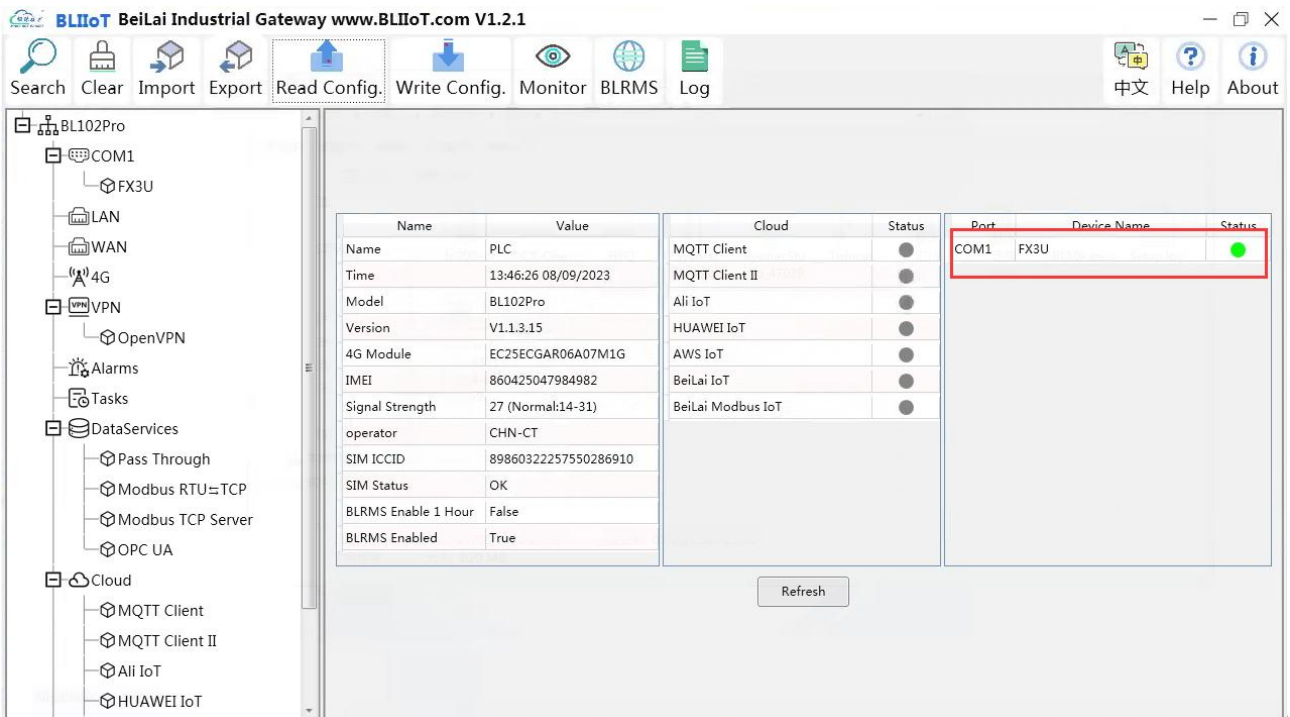 BLIIoT BeiLai Industrial Gateway www.BLIIoT.com V1.2.1
Search Clear Import Export Read Config. Write Config. Monitor BLRMS Log 中文 Help About
BL102Pro
COM1
FX3U
LAN
WAN
4G
VPN VPN
OpenVPN
Alarms
Tasks
DataServices
Pass Through
Modbus RTU⇆TCP
Modbus TCP Server
OPC UA
Cloud
MQTT Client
MQTT Client II
Ali IoT
HUAWEI IoT
Name Value
Name PLC
Time 13:46:26 08/09/2023
Model BL102Pro
Version V1.1.3.15
4G Module EC25ECGAR06A07M1G
IMEI 860425047984982
Signal Strength 27 (Normal:14-31)
operator CHN-CT
SIM ICCID 89860322257550286910
SIM Status OK
BLRMS Enable 1 Hour False
BLRMS Enabled True
Cloud Status
MQTT Client
MQTT Client II
Ali IoT
HUAWEI IoT
AWS IoT
BeiLai IoT
BeiLai Modbus IoT
Port Device Name Status
COM1 FX3U
Refresh